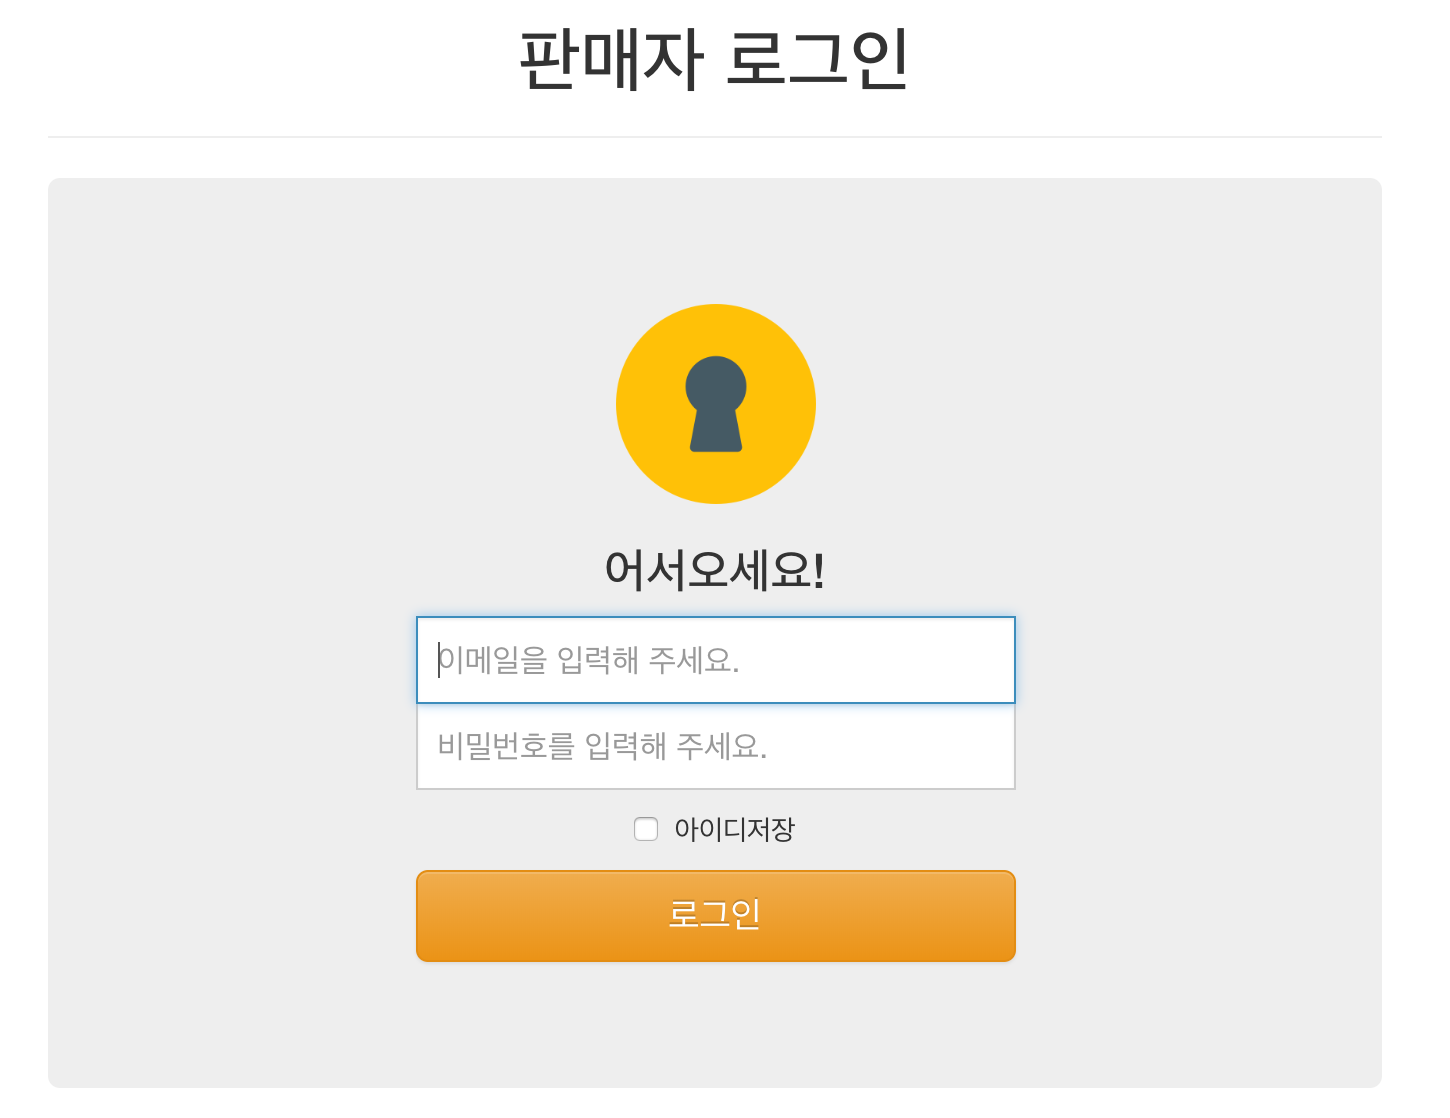 판매자 로그인
어서오세요!
이메일을 입력해 주세요.
비밀번호를 입력해 주세요.
아이디저장
로그인